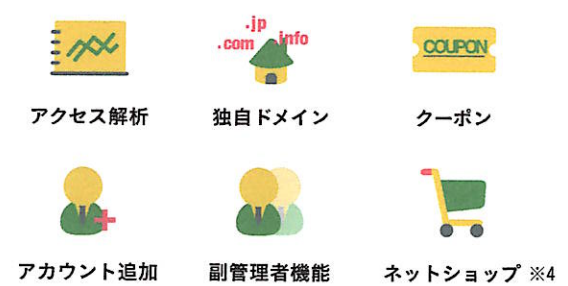 .jp
.com .info
COUPON
アクセス解析 独自ドメイン クーポン
アカウント追加 副管理者機能 ネットショップ ※4